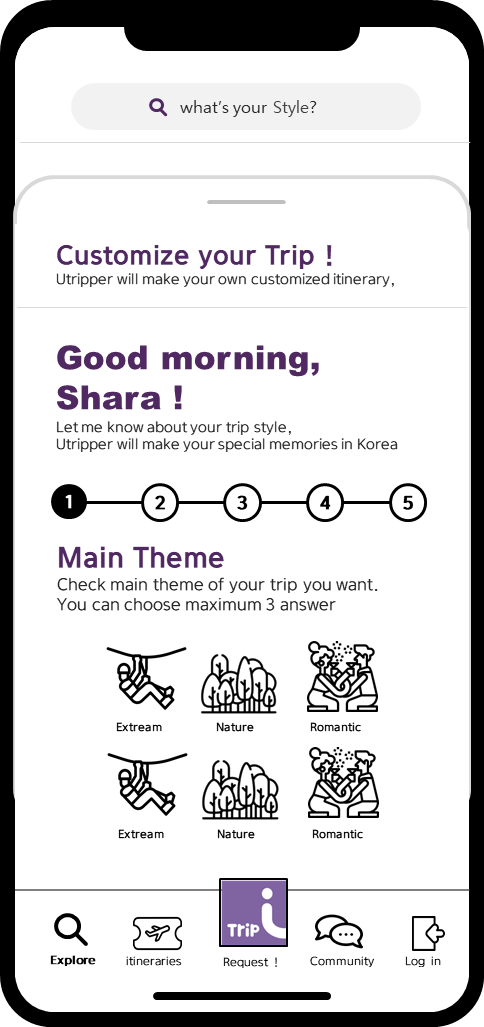 what's your Style?
Customize your Trip !
Utripper will make your own customized itinerary,
Good morning,
Shara !
Let me know about your trip style,
Utripper will make your special memories in Korea
1 2 3 4 5
Main Theme
Check main theme of your trip you want.
You can choose maximum 3 answer
Extream Nature Romantic
Extream Nature Romantic
TriP i
Explore itineraries Request ! Community Log in